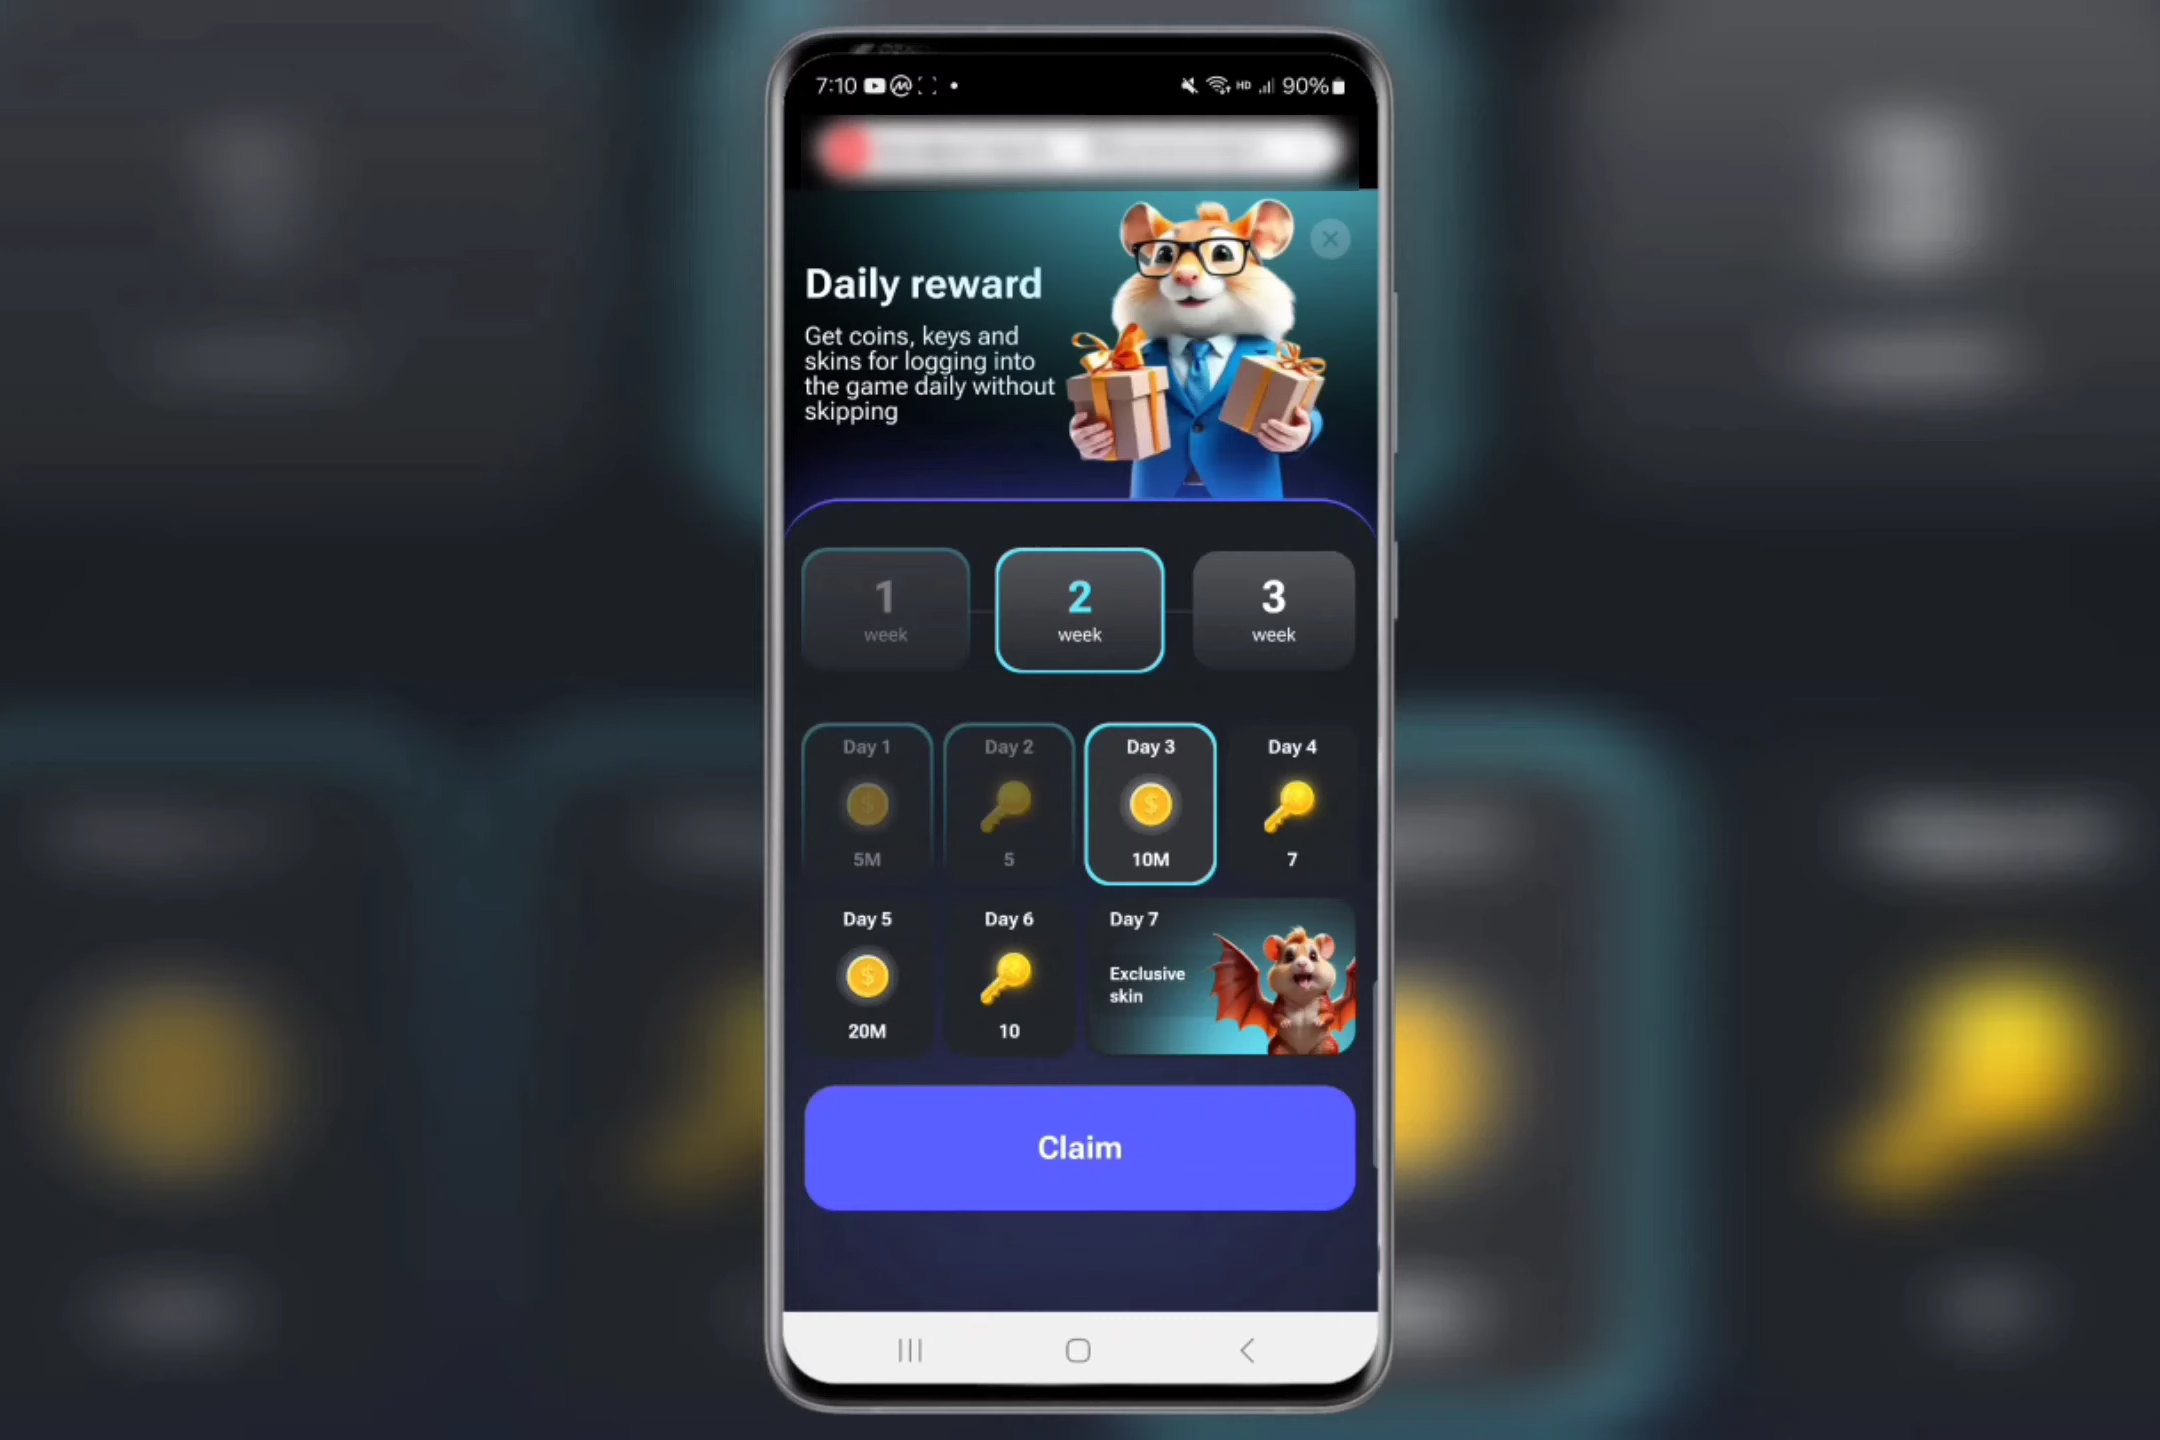 7:10
HD 90%
Daily reward
Get coins, keys and
skins for logging into
the game daily without
skipping
1
week
2
week
3
week
Day 1
5M
Day 2
5
Day 3
10M
Day 4
7
Day 5
20M
Day 6
10
Day 7
Exclusive
skin
Claim